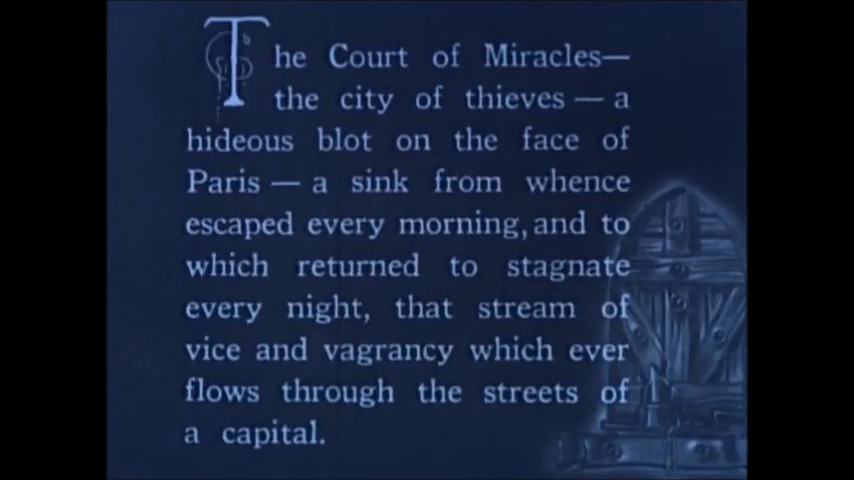 The Court of Miracles—
the city of thieves — a
hideous blot on the face of
Paris — a sink from whence
escaped every morning, and to
which returned to stagnate
every night, that stream of
vice and vagrancy which ever
flows through the streets of
a capital.